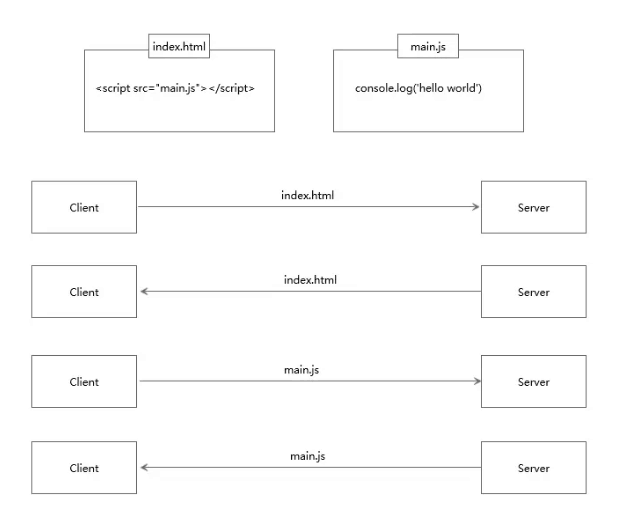 index.html
main.js
<script src="main.js"></script>
console.log('hello world')
index.html
Client
Server
index.html
Client
Server
main.js
Client
Server
main.js
Client
Server